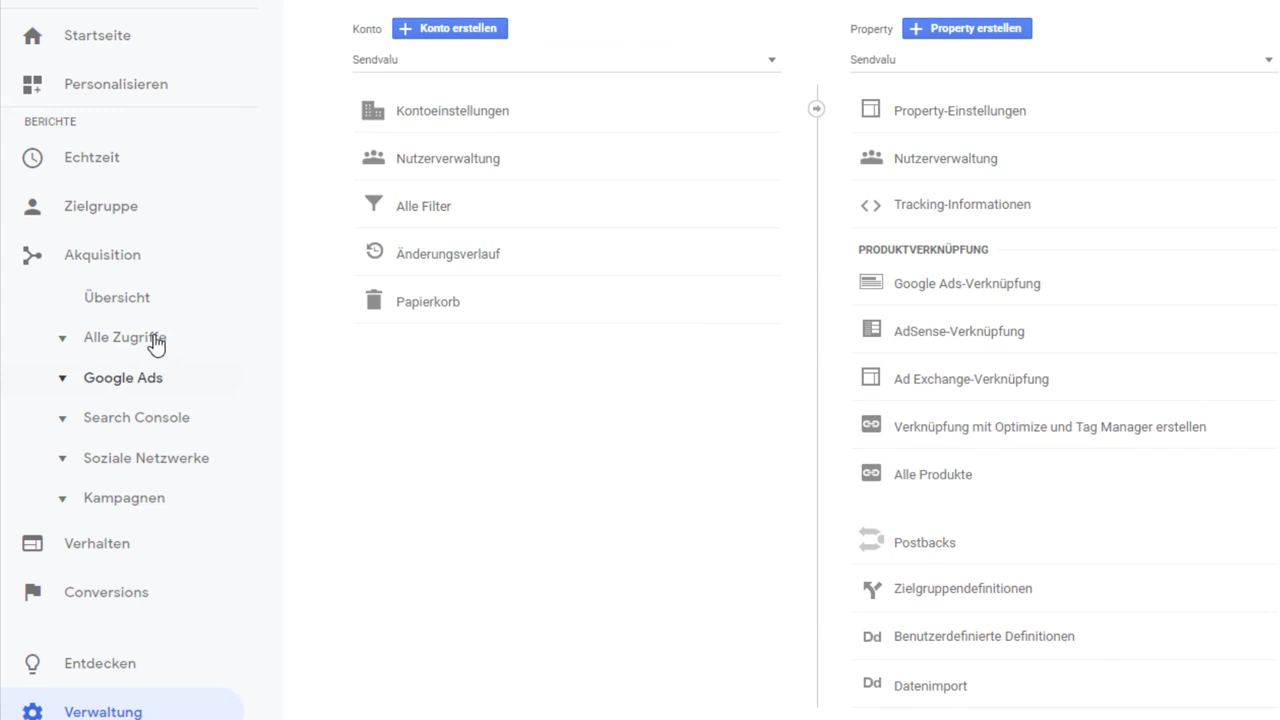 Startseite
Personalisieren
BERICHTE
Echtzeit
Zielgruppe
Akquisition
Übersicht
Alle Zugriffe
Google Ads
Search Console
Soziale Netzwerke
Kampagnen
Verhalten
Conversions
Entdecken
Verwaltung
Konto
Konto erstellen
Sendvalu
Kontoeinstellungen
Nutzerverwaltung
Alle Filter
Änderungsverlauf
Papierkorb
Property
Property erstellen
Sendvalu
Property-Einstellungen
Nutzerverwaltung
Tracking-Informationen
PRODUKTVERKNÜPFUNG
Google Ads-Verknüpfung
AdSense-Verknüpfung
Ad Exchange-Verknüpfung
Verknüpfung mit Optimize und Tag Manager erstellen
Alle Produkte
Postbacks
Zielgruppendefinitionen
Dd Benutzerdefinierte Definitionen
Dd Datenimport